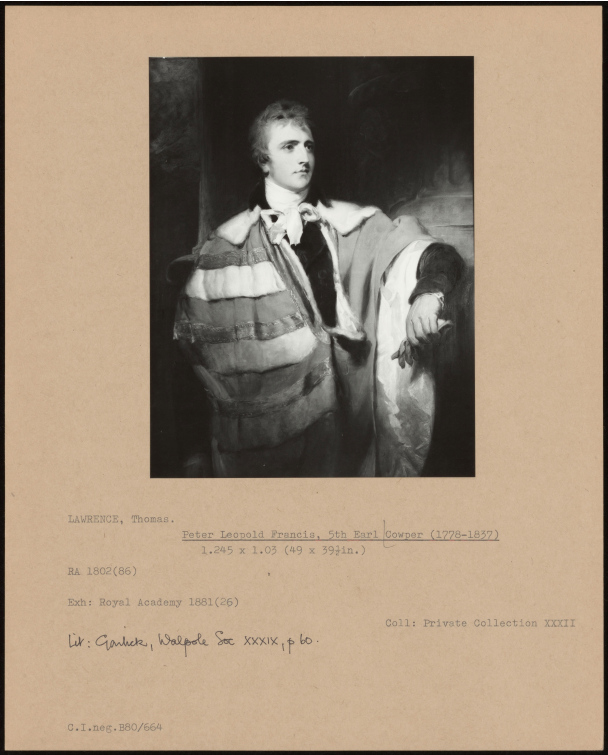 LAWRENCE, Thomas.
Peter Leopold Francis, 5th Earl Cowper (1778-1837)
1.245 x 1.03 (49 x 39½in.)
RA 1802(86)
Exh: Royal Academy 1881(26)
Coll: Private Collection XXXII
Lit: Garlick, Walpole Soc XXXIX, p 60.
C.I.neg.B80/664